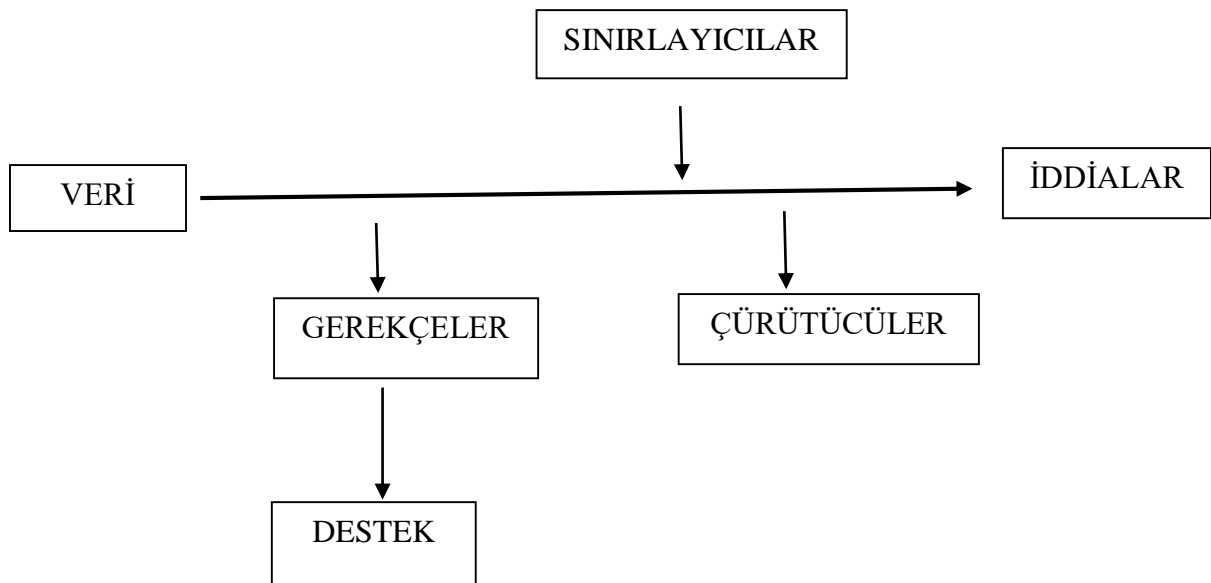 SINIRLAYICILAR
VERİ
İDDİALAR
GEREKÇELER
ÇÜRÜTÜCÜLER
DESTEK